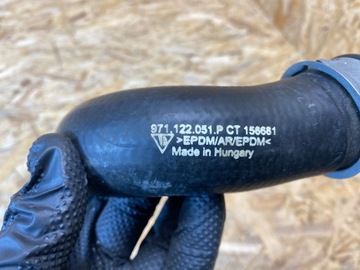 971.122.051.P CT 156681
>EPDM/AR/EPDM<
Made in Hungary